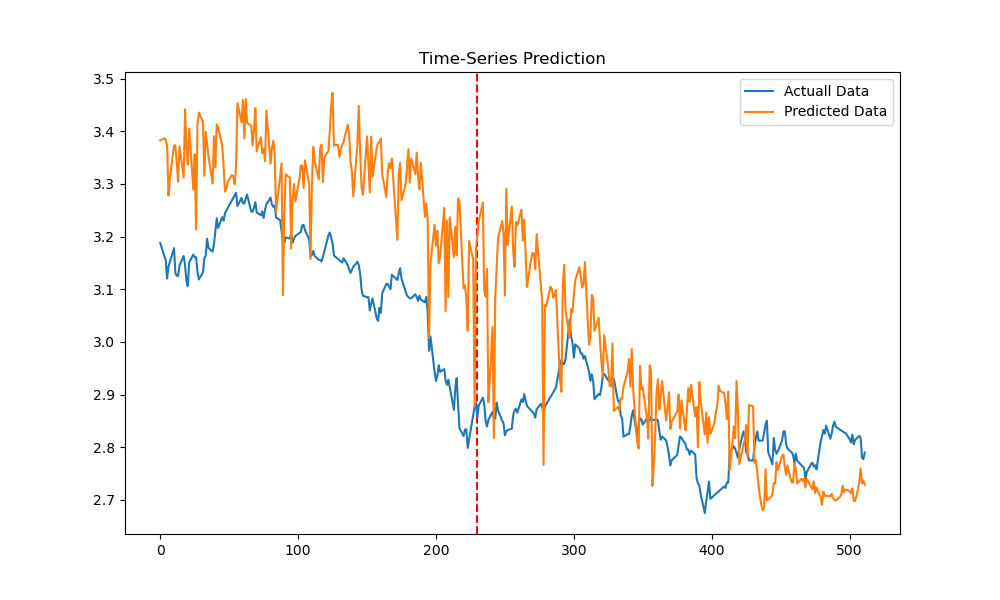 Time-Series Prediction
3.5
3.4
3.3
3.2
3.1
3.0
2.9
2.8
2.7
Actuall Data
Predicted Data
0 100 200 300 400 500